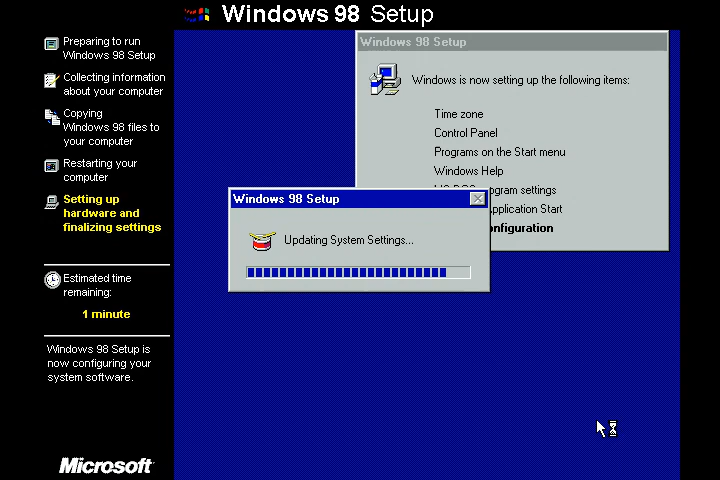 Windows 98 Setup
Preparing to run
Windows 98 Setup
Collecting information
about your computer
Copying
Windows 98 files to
your computer
Restarting your
computer
Setting up
hardware and
finalizing settings
Estimated time
remaining:
1 minute
Windows 98 Setup is
now configuring your
system software.
Microsoft
Windows 98 Setup
Windows is now setting up the following items:
Time zone
Control Panel
Programs on the Start menu
Windows Help
program settings
Application Start
Configuration
Windows 98 Setup
Updating System Settings...